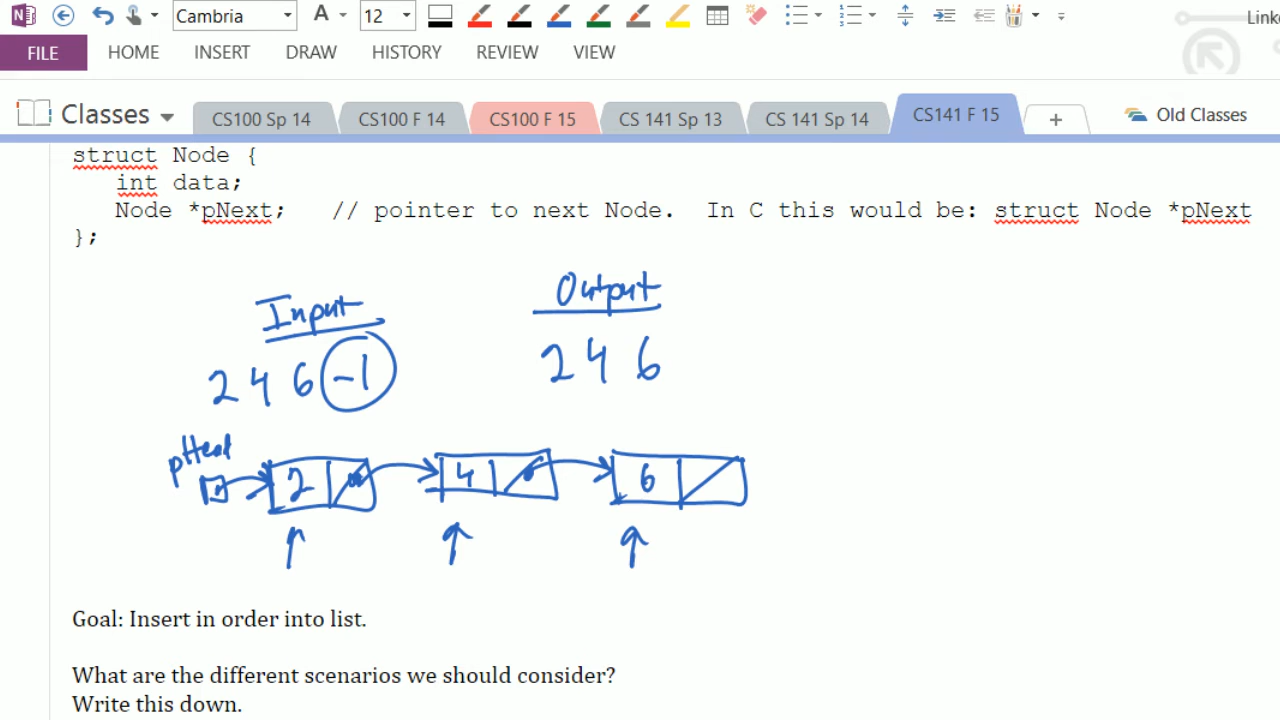 Cambria A 12 Linke
FILE HOME INSERT DRAW HISTORY REVIEW VIEW
Classes CS100 Sp 14 CS100 F 14 CS100 F 15 CS 141 Sp 13 CS 141 Sp 14 CS141 F 15 + Old Classes
struct Node {
int data;
Node *pNext; // pointer to next Node. In C this would be: struct Node *pNext
};
Input Output
2 4 6 -1 2 4 6
pHead
2 4 6
Goal: Insert in order into list.
What are the different scenarios we should consider?
Write this down.